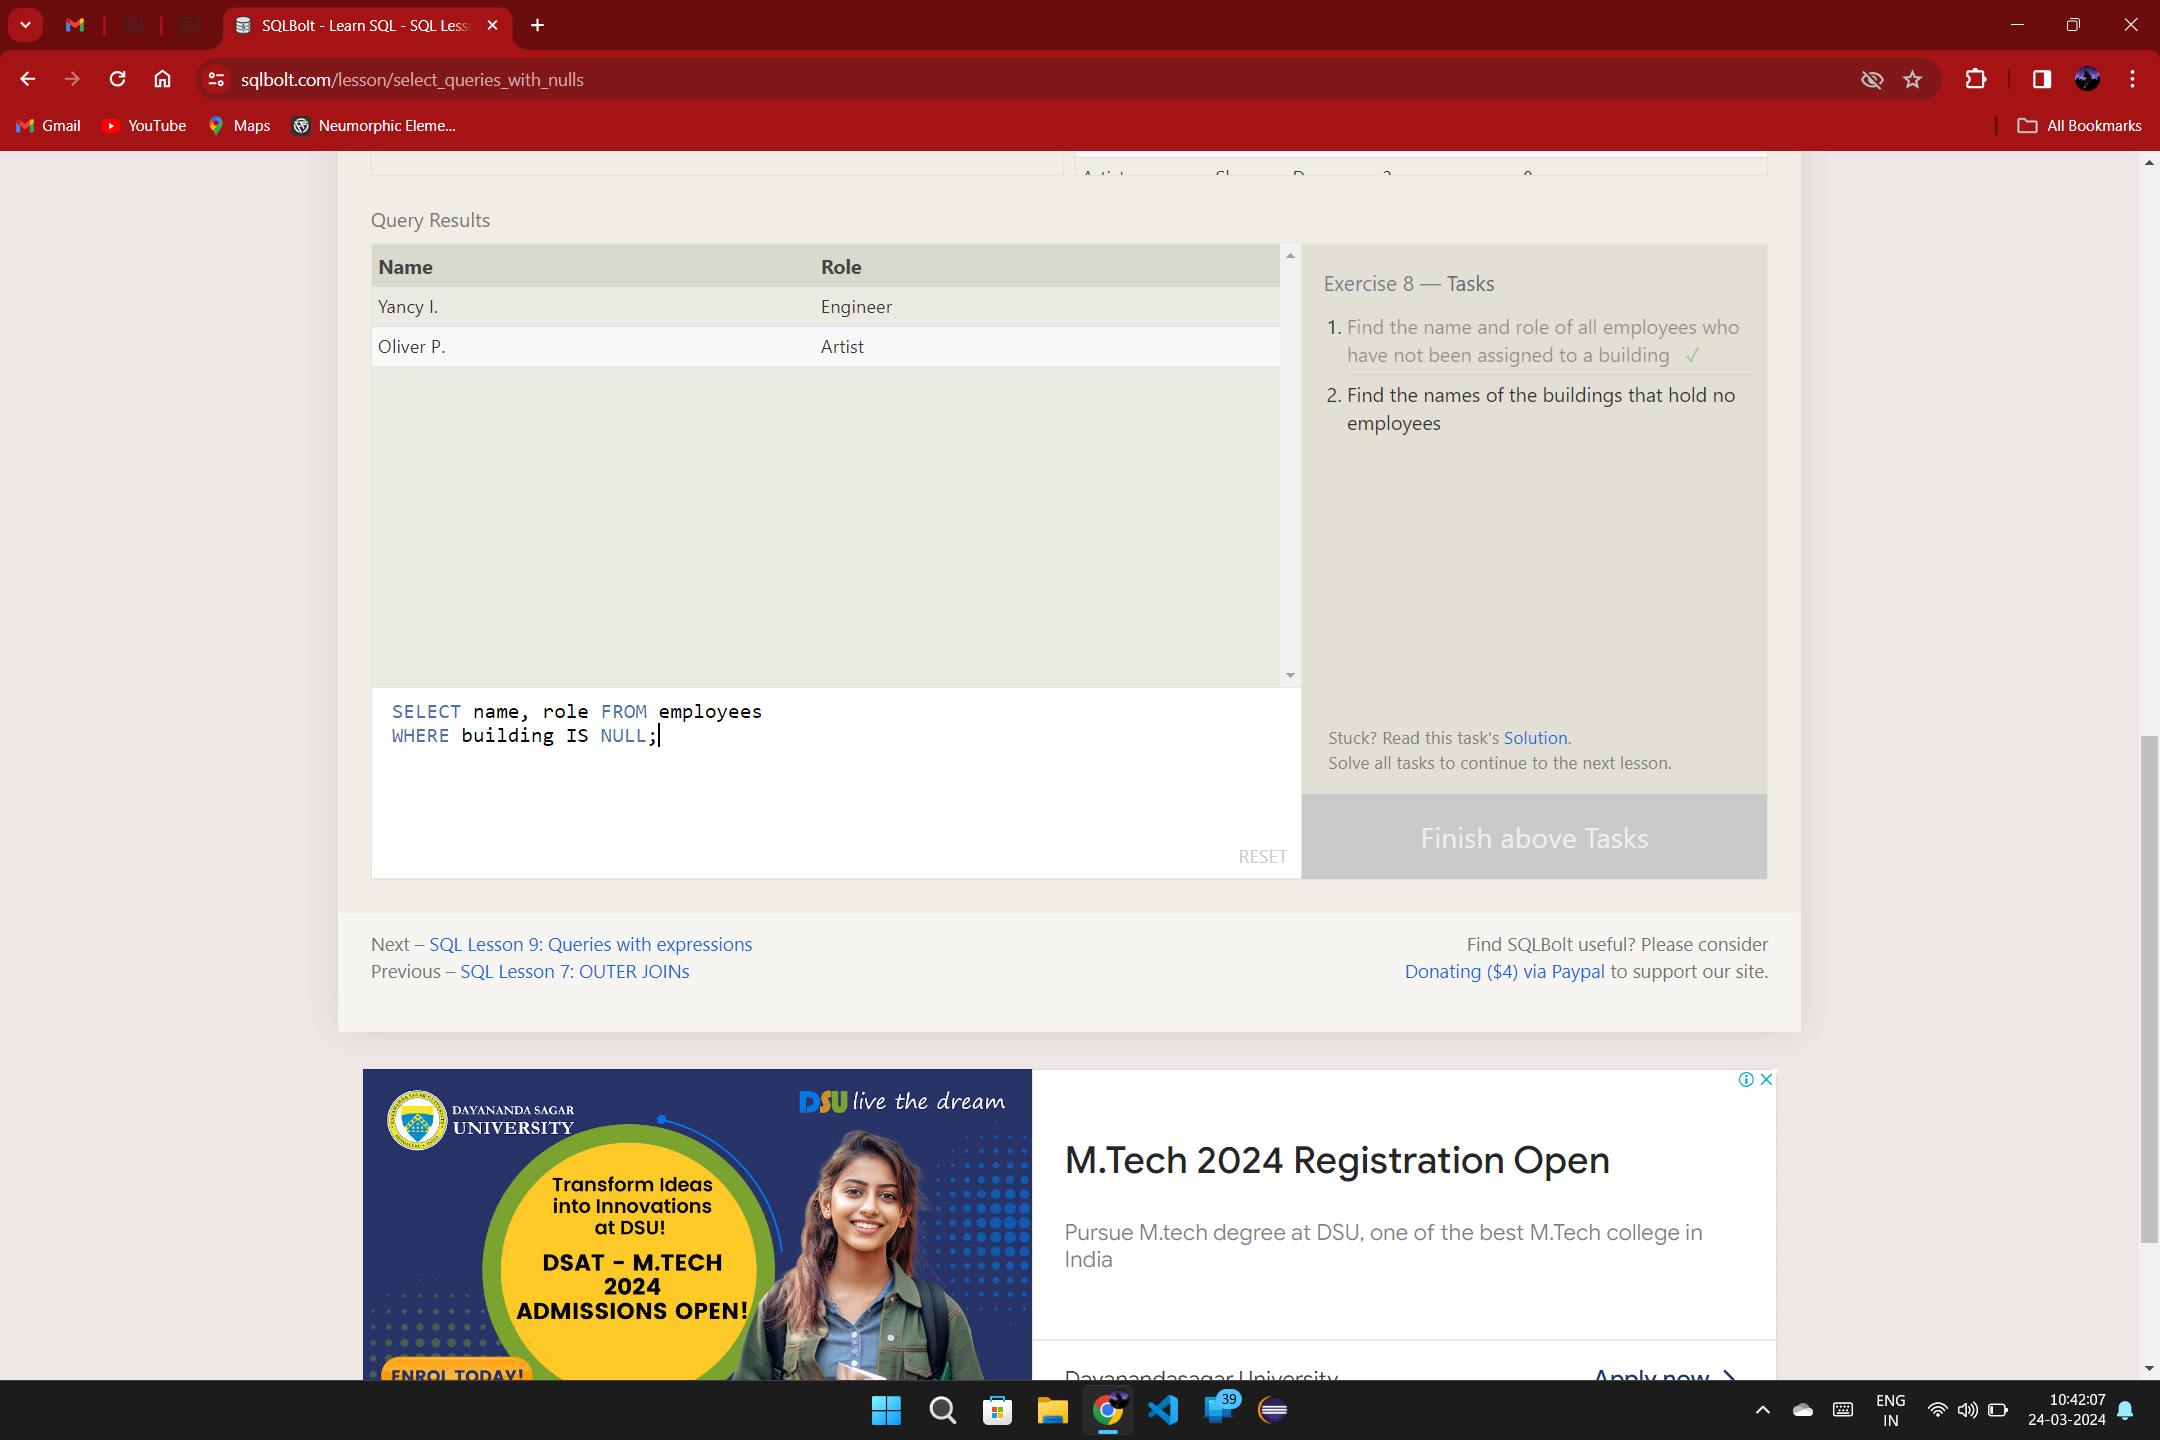 SQLBolt - Learn SQL - SQL Less
sqlbolt.com/lesson/select_queries_with_nulls
Gmail
YouTube
Maps
Neumorphic Eleme...
All Bookmarks
Query Results
Name Role
Yancy I. Engineer
Oliver P. Artist
SELECT name, role FROM employees
WHERE building IS NULL;
RESET
Exercise 8 — Tasks
1. Find the name and role of all employees who
have not been assigned to a building ✓
2. Find the names of the buildings that hold no
employees
Stuck? Read this task's Solution.
Solve all tasks to continue to the next lesson.
Finish above Tasks
Next – SQL Lesson 9: Queries with expressions
Previous – SQL Lesson 7: OUTER JOINs
Find SQLBolt useful? Please consider
Donating ($4) via Paypal to support our site.
DAYANANDA SAGAR
UNIVERSITY
DSU live the dream
Transform Ideas
into Innovations
at DSU!
DSAT - M.TECH
2024
ADMISSIONS OPEN!
ENROL TODAY!
M.Tech 2024 Registration Open
Pursue M.tech degree at DSU, one of the best M.Tech college in
India
Dayanandasagar University
Apply now
39
ENG
IN
10:42:07
24-03-2024